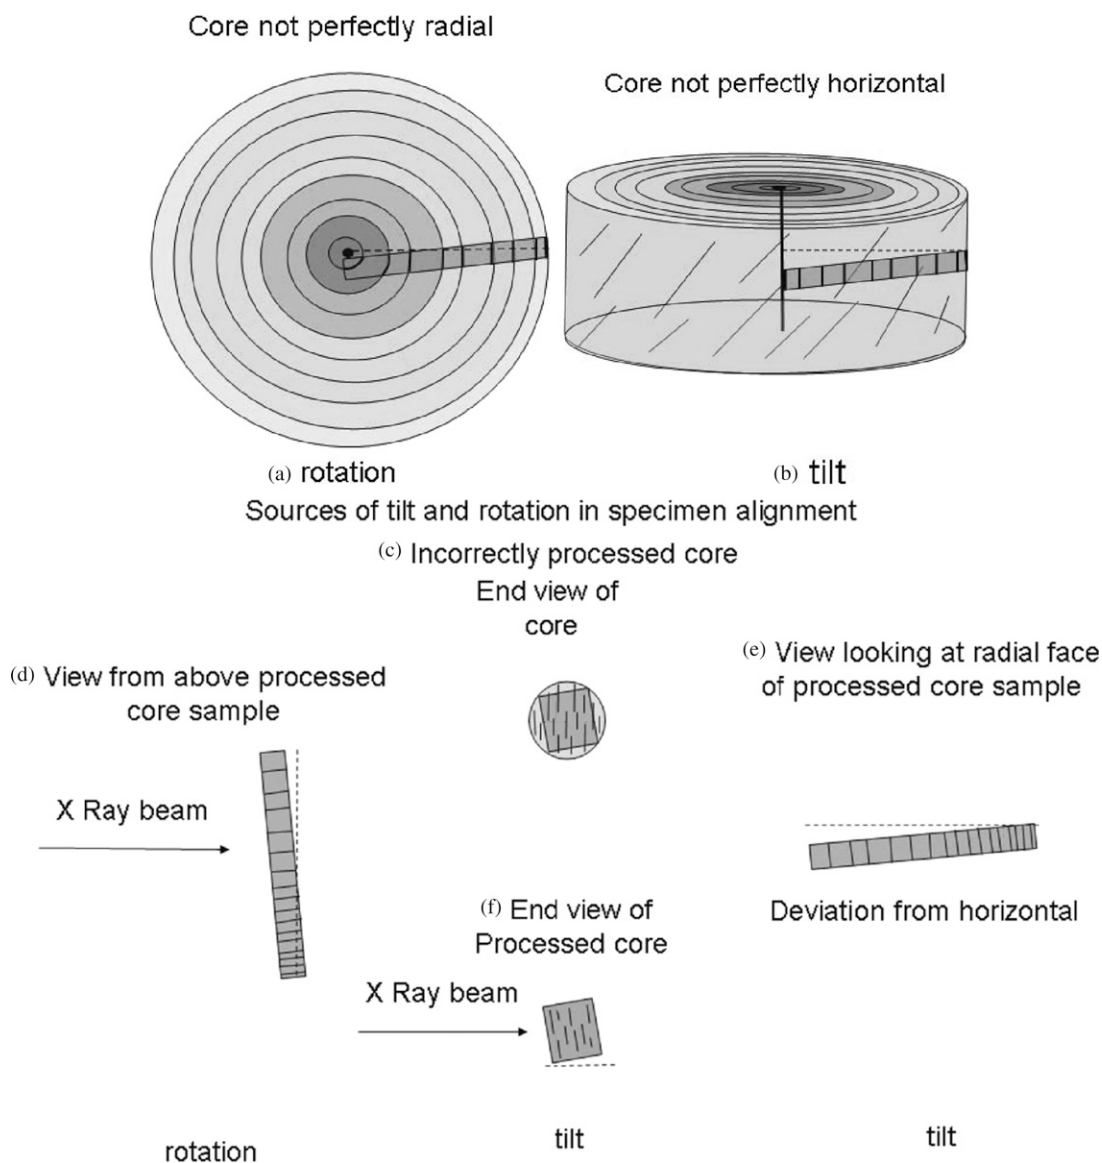 Core not perfectly radial
Core not perfectly horizontal
(a) rotation
(b) tilt
Sources of tilt and rotation in specimen alignment
(c) Incorrectly processed core
End view of
core
(d) View from above processed
core sample
(e) View looking at radial face
of processed core sample
X Ray beam
(f) End view of
Processed core
Deviation from horizontal
X Ray beam
rotation
tilt
tilt